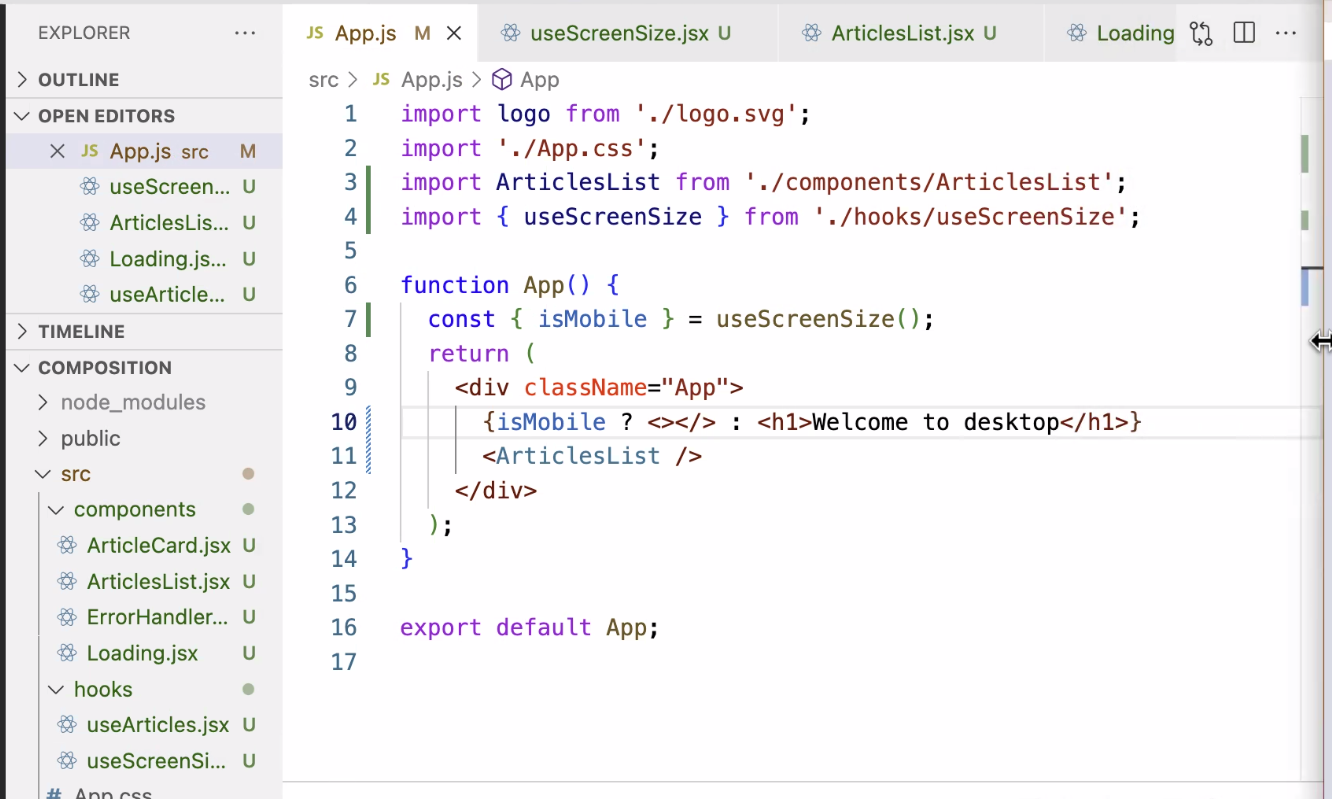 EXPLORER ...
OUTLINE
OPEN EDITORS
JS App.js src M
useScreen... U
ArticlesLis... U
Loading.js... U
useArticle... U
TIMELINE
COMPOSITION
node_modules
public
src
components
ArticleCard.jsx U
ArticlesList.jsx U
ErrorHandler... U
Loading.jsx U
hooks
useArticles.jsx U
useScreenSi... U
# App.css
JS App.js M
useScreenSize.jsx U
ArticlesList.jsx U
Loading
...
src > JS App.js > App
1 import logo from './logo.svg';
2 import './App.css';
3 import ArticlesList from './components/ArticlesList';
4 import { useScreenSize } from './hooks/useScreenSize';
5
6 function App() {
7 const { isMobile } = useScreenSize();
8 return (
9 <div className="App">
10 {isMobile ? <></> : <h1>Welcome to desktop</h1>}
11 <ArticlesList />
12 </div>
13 );
14 }
15
16 export default App;
17